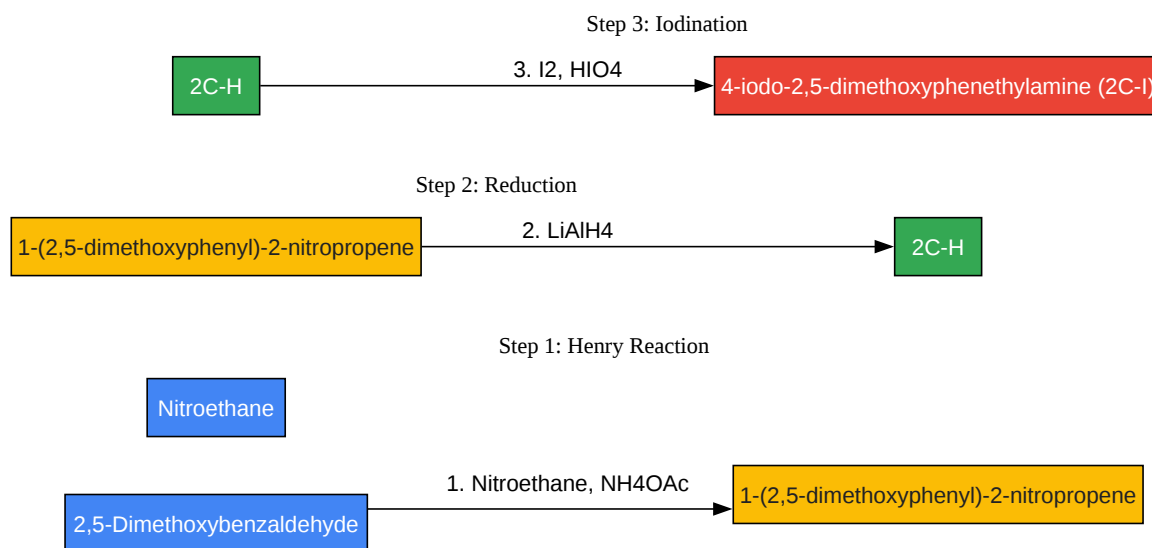 Step 3: Iodination
3. I2, HIO4
2C-H
4-iodo-2,5-dimethoxyphenethylamine (2C-I)
Step 2: Reduction
2. LiAlH4
1-(2,5-dimethoxyphenyl)-2-nitropropene
2C-H
Step 1: Henry Reaction
Nitroethane
1. Nitroethane, NH4OAc
1-(2,5-dimethoxyphenyl)-2-nitropropene
2,5-Dimethoxybenzaldehyde